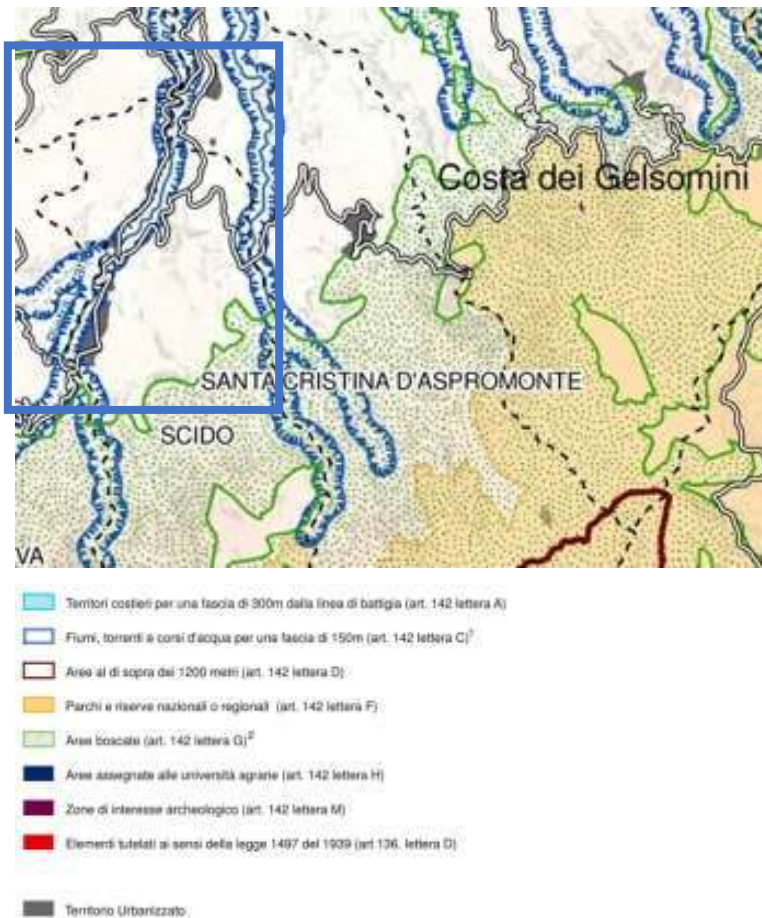 Costa dei Gelsomini
SANTA CRISTINA D'ASPROMONTE
SCIDO
VA
Territori costieri per una fascia di 300m dalla linea di battigia (art. 142 lettera A)
Fiumi, torrenti e corsi d'acqua per una fascia di 150m (art. 142 lettera C)¹
Aree al di sopra dei 1200 metri (art. 142 lettera D)
Parchi e riserve nazionali o regionali (art. 142 lettera F)
Aree boscate (art. 142 lettera G)²
Aree assegnate alle università agrarie (art. 142 lettera H)
Zone di interesse archeologico (art. 142 lettera M)
Elementi tutelati ai sensi della legge 1497 del 1939 (art 136. lettera D)
Territorio Urbanizzato